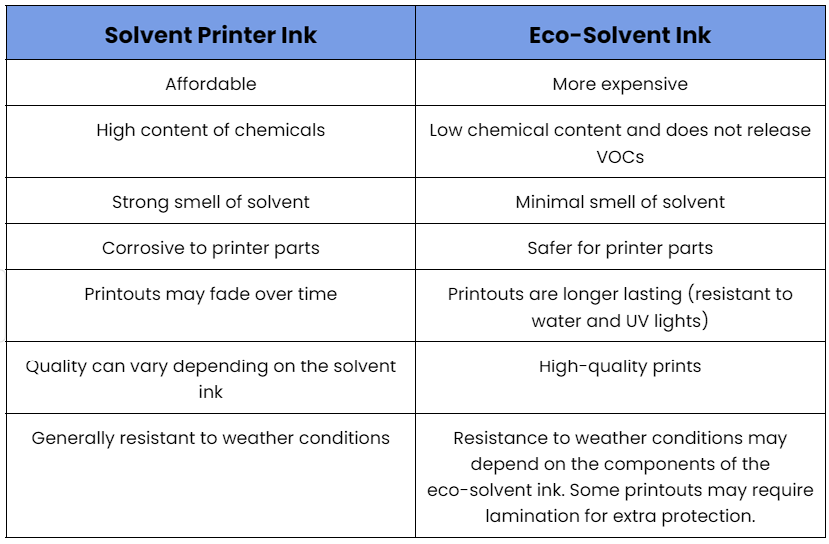 Solvent Printer Ink
Eco-Solvent Ink
Affordable
More expensive
High content of chemicals
Low chemical content and does not release
VOCs
Strong smell of solvent
Minimal smell of solvent
Corrosive to printer parts
Safer for printer parts
Printouts may fade over time
Printouts are longer lasting (resistant to
water and UV lights)
Quality can vary depending on the solvent
ink
High-quality prints
Generally resistant to weather conditions
Resistance to weather conditions may
depend on the components of the
eco-solvent ink. Some printouts may require
lamination for extra protection.